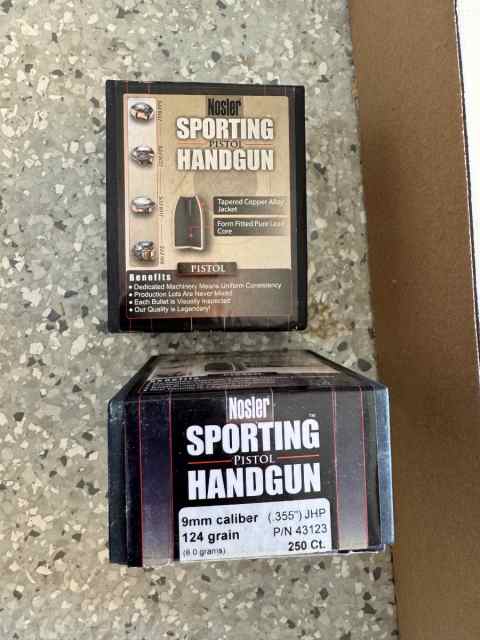 Nosler
SPORTING
PISTOL
HANDGUN
Tapered Copper Alloy
Jacket
Form Fitted Pure Lead
Core
PISTOL
Benefits
• Dedicated Machinery Means Uniform Consistency
• Production Lots Are Never Mixed
• Each Bullet is Visually Inspected
• Our Quality is Legendary!
Nosler
SPORTING™
PISTOL
HANDGUN
9mm caliber (.355") JHP
124 grain P/N 43123
(8.0 grams) 250 Ct.